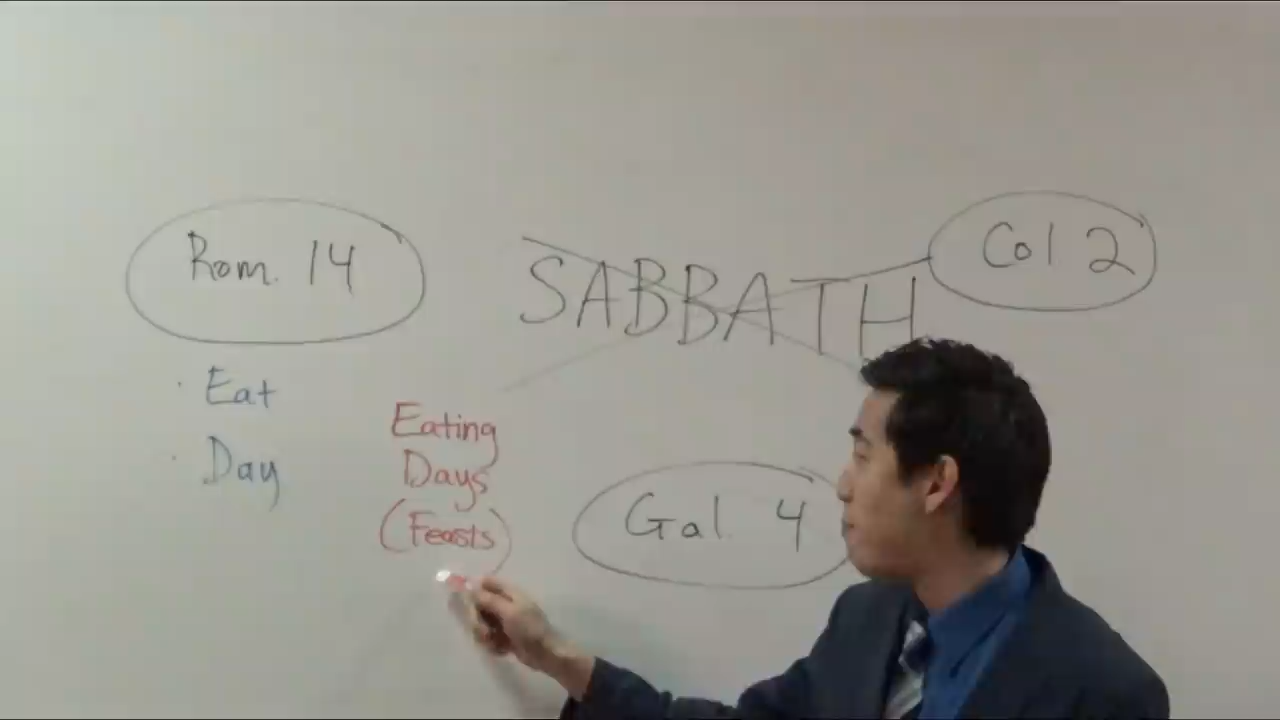 Rom. 14
SABBATH
Col 2
• Eat
• Day
Eating
Days
(Feasts)
Gal. 4